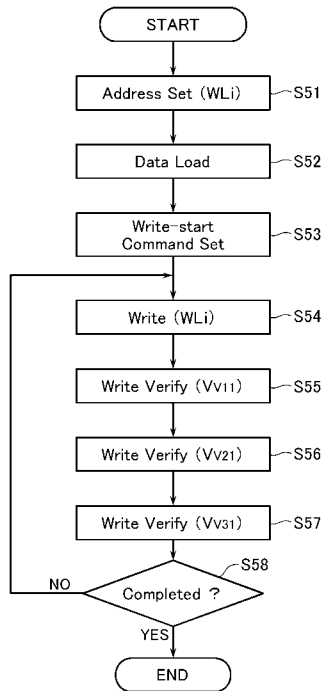 START
Address Set (WLi)
S51
Data Load
S52
Write-start
Command Set
S53
Write (WLi)
S54
Write Verify (VV11)
S55
Write Verify (VV21)
S56
Write Verify (VV31)
S57
S58
NO
Completed ?
YES
END